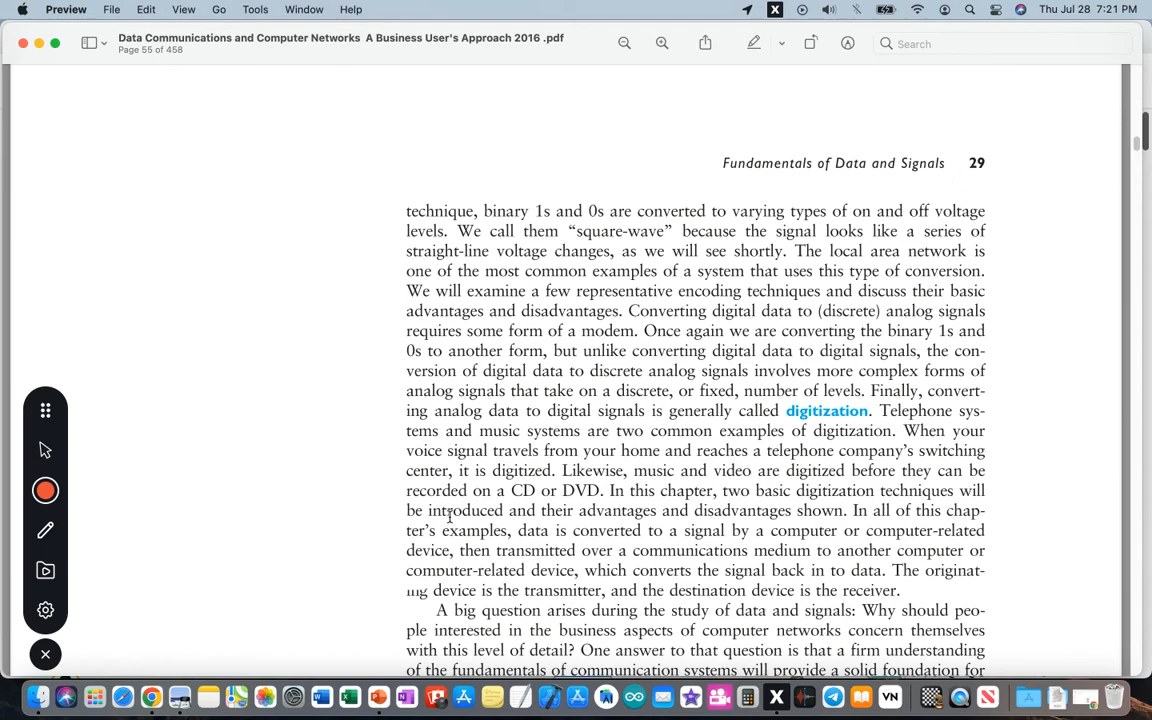 Preview File Edit View Go Tools Window Help X Thu Jul 28 7:21 PM
Data Communications and Computer Networks A Business User's Approach 2016 .pdf
Page 55 of 458
Search
Fundamentals of Data and Signals 29
technique, binary 1s and 0s are converted to varying types of on and off voltage
levels. We call them “square-wave” because the signal looks like a series of
straight-line voltage changes, as we will see shortly. The local area network is
one of the most common examples of a system that uses this type of conversion.
We will examine a few representative encoding techniques and discuss their basic
advantages and disadvantages. Converting digital data to (discrete) analog signals
requires some form of a modem. Once again we are converting the binary 1s and
0s to another form, but unlike converting digital data to digital signals, the con-
version of digital data to discrete analog signals involves more complex forms of
analog signals that take on a discrete, or fixed, number of levels. Finally, convert-
ing analog data to digital signals is generally called digitization. Telephone sys-
tems and music systems are two common examples of digitization. When your
voice signal travels from your home and reaches a telephone company’s switching
center, it is digitized. Likewise, music and video are digitized before they can be
recorded on a CD or DVD. In this chapter, two basic digitization techniques will
be introduced and their advantages and disadvantages shown. In all of this chap-
ter’s examples, data is converted to a signal by a computer or computer-related
device, then transmitted over a communications medium to another computer or
computer-related device, which converts the signal back in to data. The originat-
ing device is the transmitter, and the destination device is the receiver.
A big question arises during the study of data and signals: Why should peo-
ple interested in the business aspects of computer networks concern themselves
with this level of detail? One answer to that question is that a firm understanding
of the fundamentals of communication systems will provide a solid foundation for
X VN